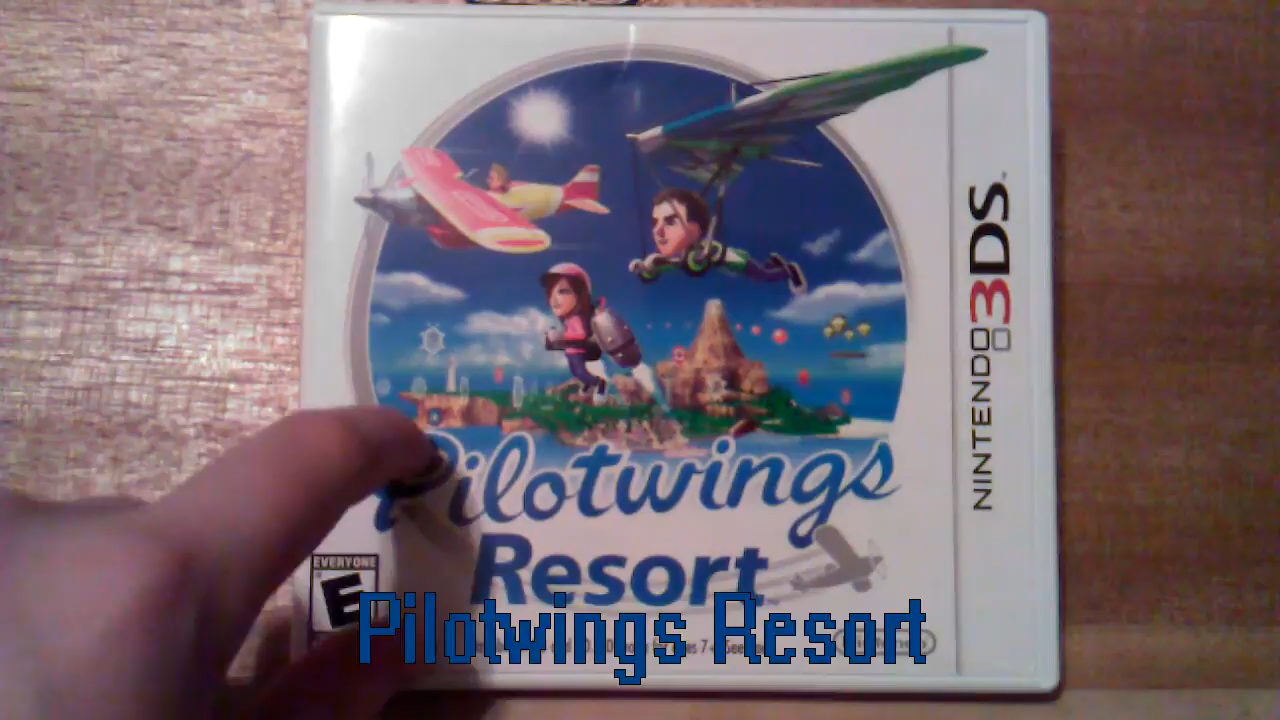 Pilotwings
Resort
NINTENDO 3DS
EVERYONE
E
Pilotwings Resort